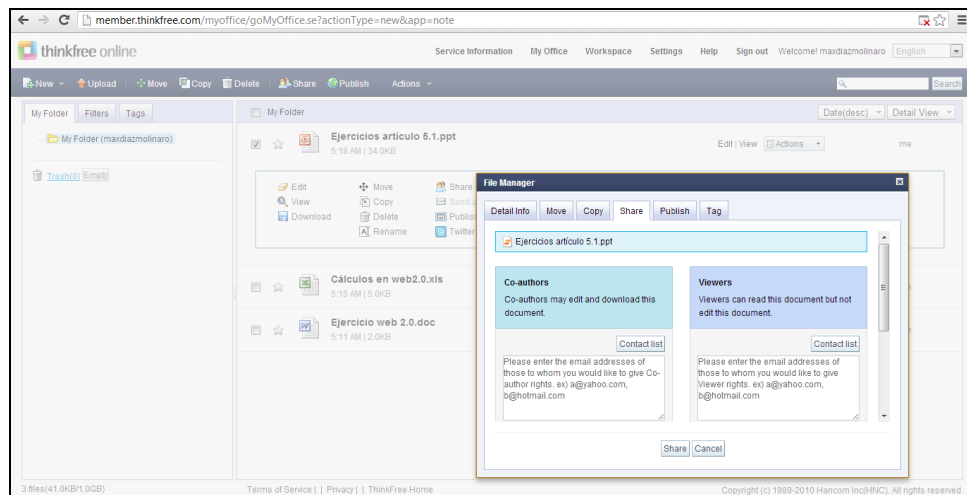 member.thinkfree.com/myoffice/goMyOffice.se?actionType=new&app=note
thinkfree online
Service Information My Office Workspace Settings Help Sign out Welcome! maxdiazmolinaro English
New Upload Move Copy Delete Share Publish Actions
Search
My Folder Filters Tags
My Folder
Date(desc) Detail View
My Folder (maxdiazmolinaro)
Trash(0) Empty
Ejercicios artículo 5.1.ppt
5:18 AM | 34.0KB
Edit | View Actions
me
Edit Move Share
View Copy Send
Download Delete Publish
Rename Twitter
Cálculos en web2.0.xls
5:15 AM | 5.0KB
Ejercicio web 2.0.doc
5:11 AM | 2.0KB
File Manager
Detail Info Move Copy Share Publish Tag
Ejercicios artículo 5.1.ppt
Co-authors
Co-authors may edit and download this
document.
Contact list
Please enter the email addresses of
those to whom you would like to give Co-
author rights. ex) a@yahoo.com,
b@hotmail.com
Viewers
Viewers can read this document but not
edit this document.
Contact list
Please enter the email addresses of
those to whom you would like to give
Viewer rights. ex) a@yahoo.com,
b@hotmail.com
Share Cancel
3 files(41.0KB/1.0GB)
Terms of Service | | Privacy | | ThinkFree Home
Copyright (c) 1989-2010 Hancom Inc(HNC). All rights reserved.